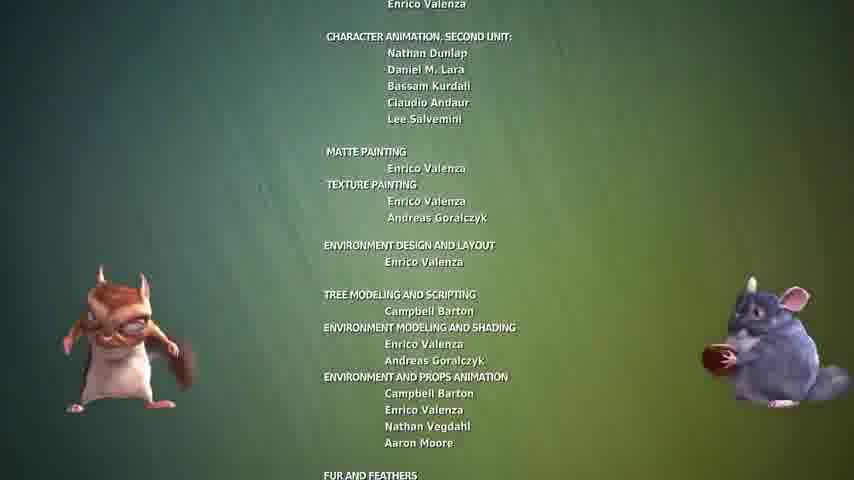 Enrico Valenza
CHARACTER ANIMATION, SECOND UNIT:
Nathan Dunlap
Daniel M. Lara
Bassam Kurdali
Claudio Andaur
Lee Salvemini
MATTE PAINTING
Enrico Valenza
TEXTURE PAINTING
Enrico Valenza
Andreas Goralczyk
ENVIRONMENT DESIGN AND LAYOUT
Enrico Valenza
TREE MODELING AND SCRIPTING
Campbell Barton
ENVIRONMENT MODELING AND SHADING
Enrico Valenza
Andreas Goralczyk
ENVIRONMENT AND PROPS ANIMATION
Campbell Barton
Enrico Valenza
Nathan Vegdahl
Aaron Moore
FUR AND FEATHERS